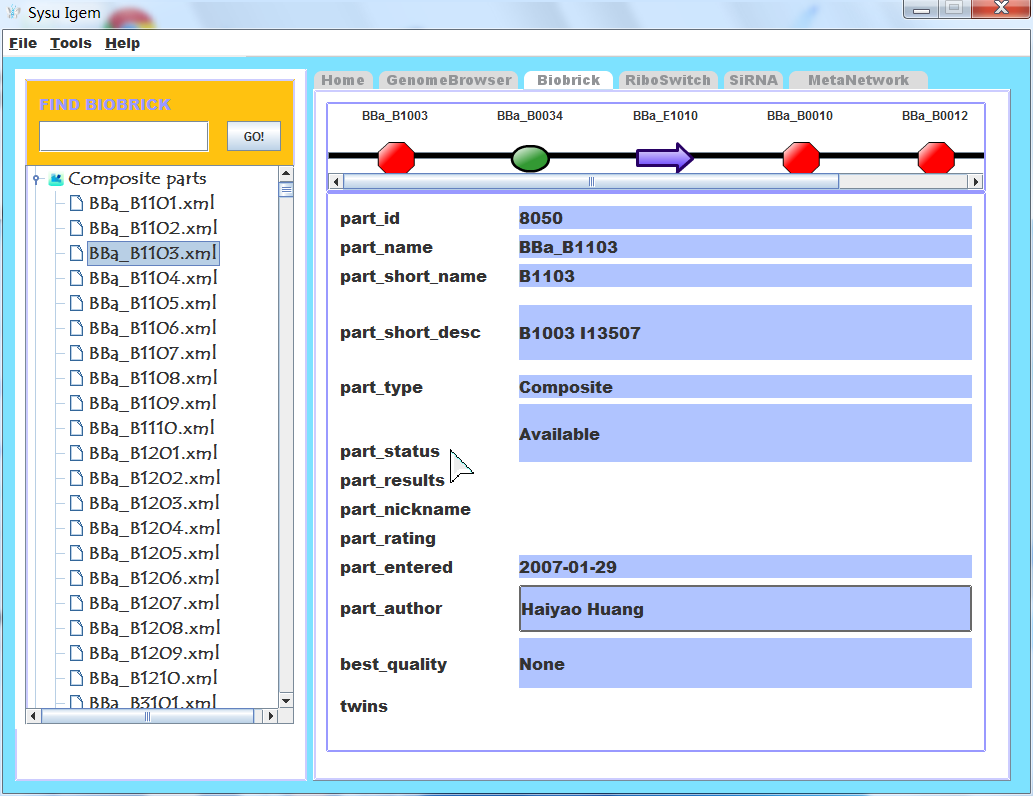 Sysu Igem
File Tools Help
Home GenomeBrowser Biobrick RiboSwitch SiRNA MetaNetwork
FIND BIOBRICK
GO!
Composite parts
BBa_B1101.xml
BBa_B1102.xml
BBa_B1103.xml
BBa_B1104.xml
BBa_B1105.xml
BBa_B1106.xml
BBa_B1107.xml
BBa_B1108.xml
BBa_B1109.xml
BBa_B1110.xml
BBa_B1201.xml
BBa_B1202.xml
BBa_B1203.xml
BBa_B1204.xml
BBa_B1205.xml
BBa_B1206.xml
BBa_B1207.xml
BBa_B1208.xml
BBa_B1209.xml
BBa_B1210.xml
BBa_B3101.xml
BBa_B1003 BBa_B0034 BBa_E1010 BBa_B0010 BBa_B0012
part_id 8050
part_name BBa_B1103
part_short_name B1103
part_short_desc B1003 I13507
part_type Composite
part_status Available
part_results
part_nickname
part_rating
part_entered 2007-01-29
part_author Haiyao Huang
best_quality None
twins